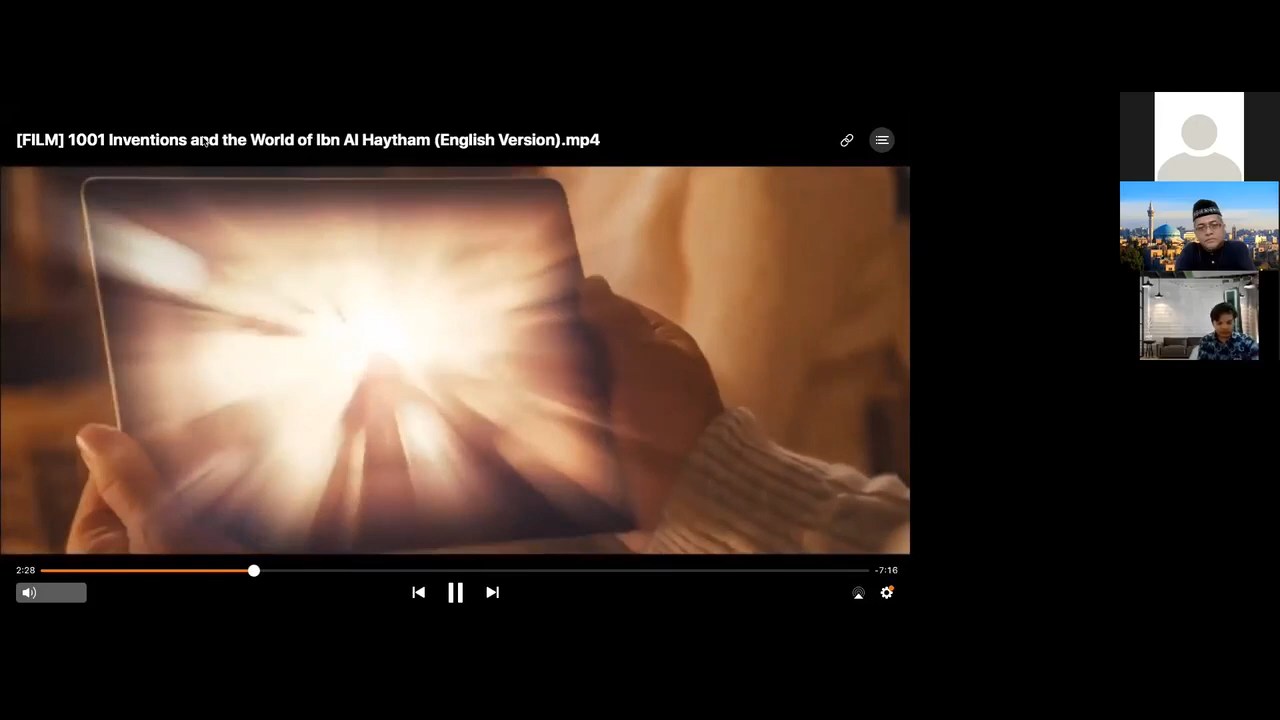 [FILM] 1001 Inventions and the World of Ibn Al Haytham (English Version).mp4
2:28
-7:16